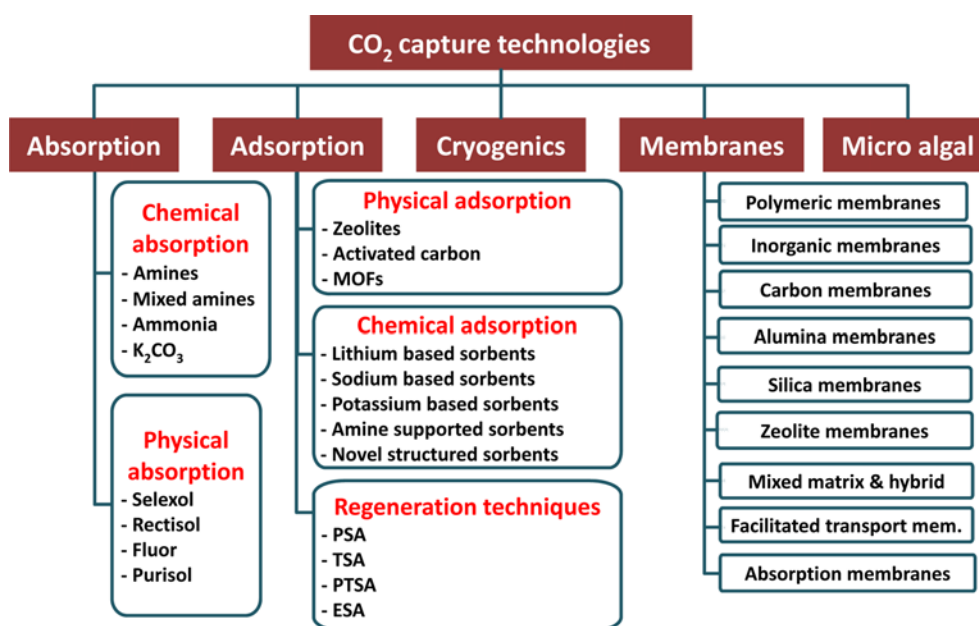 CO₂ capture technologies
Absorption
Adsorption
Cryogenics
Membranes
Micro algal
Chemical
absorption
- Amines
- Mixed amines
- Ammonia
- K₂CO₃
Physical
absorption
- Selexol
- Rectisol
- Fluor
- Purisol
Physical adsorption
- Zeolites
- Activated carbon
- MOFs
Chemical adsorption
- Lithium based sorbents
- Sodium based sorbents
- Potassium based sorbents
- Amine supported sorbents
- Novel structured sorbents
Regeneration techniques
- PSA
- TSA
- PTSA
- ESA
Polymeric membranes
Inorganic membranes
Carbon membranes
Alumina membranes
Silica membranes
Zeolite membranes
Mixed matrix & hybrid
Facilitated transport mem.
Absorption membranes